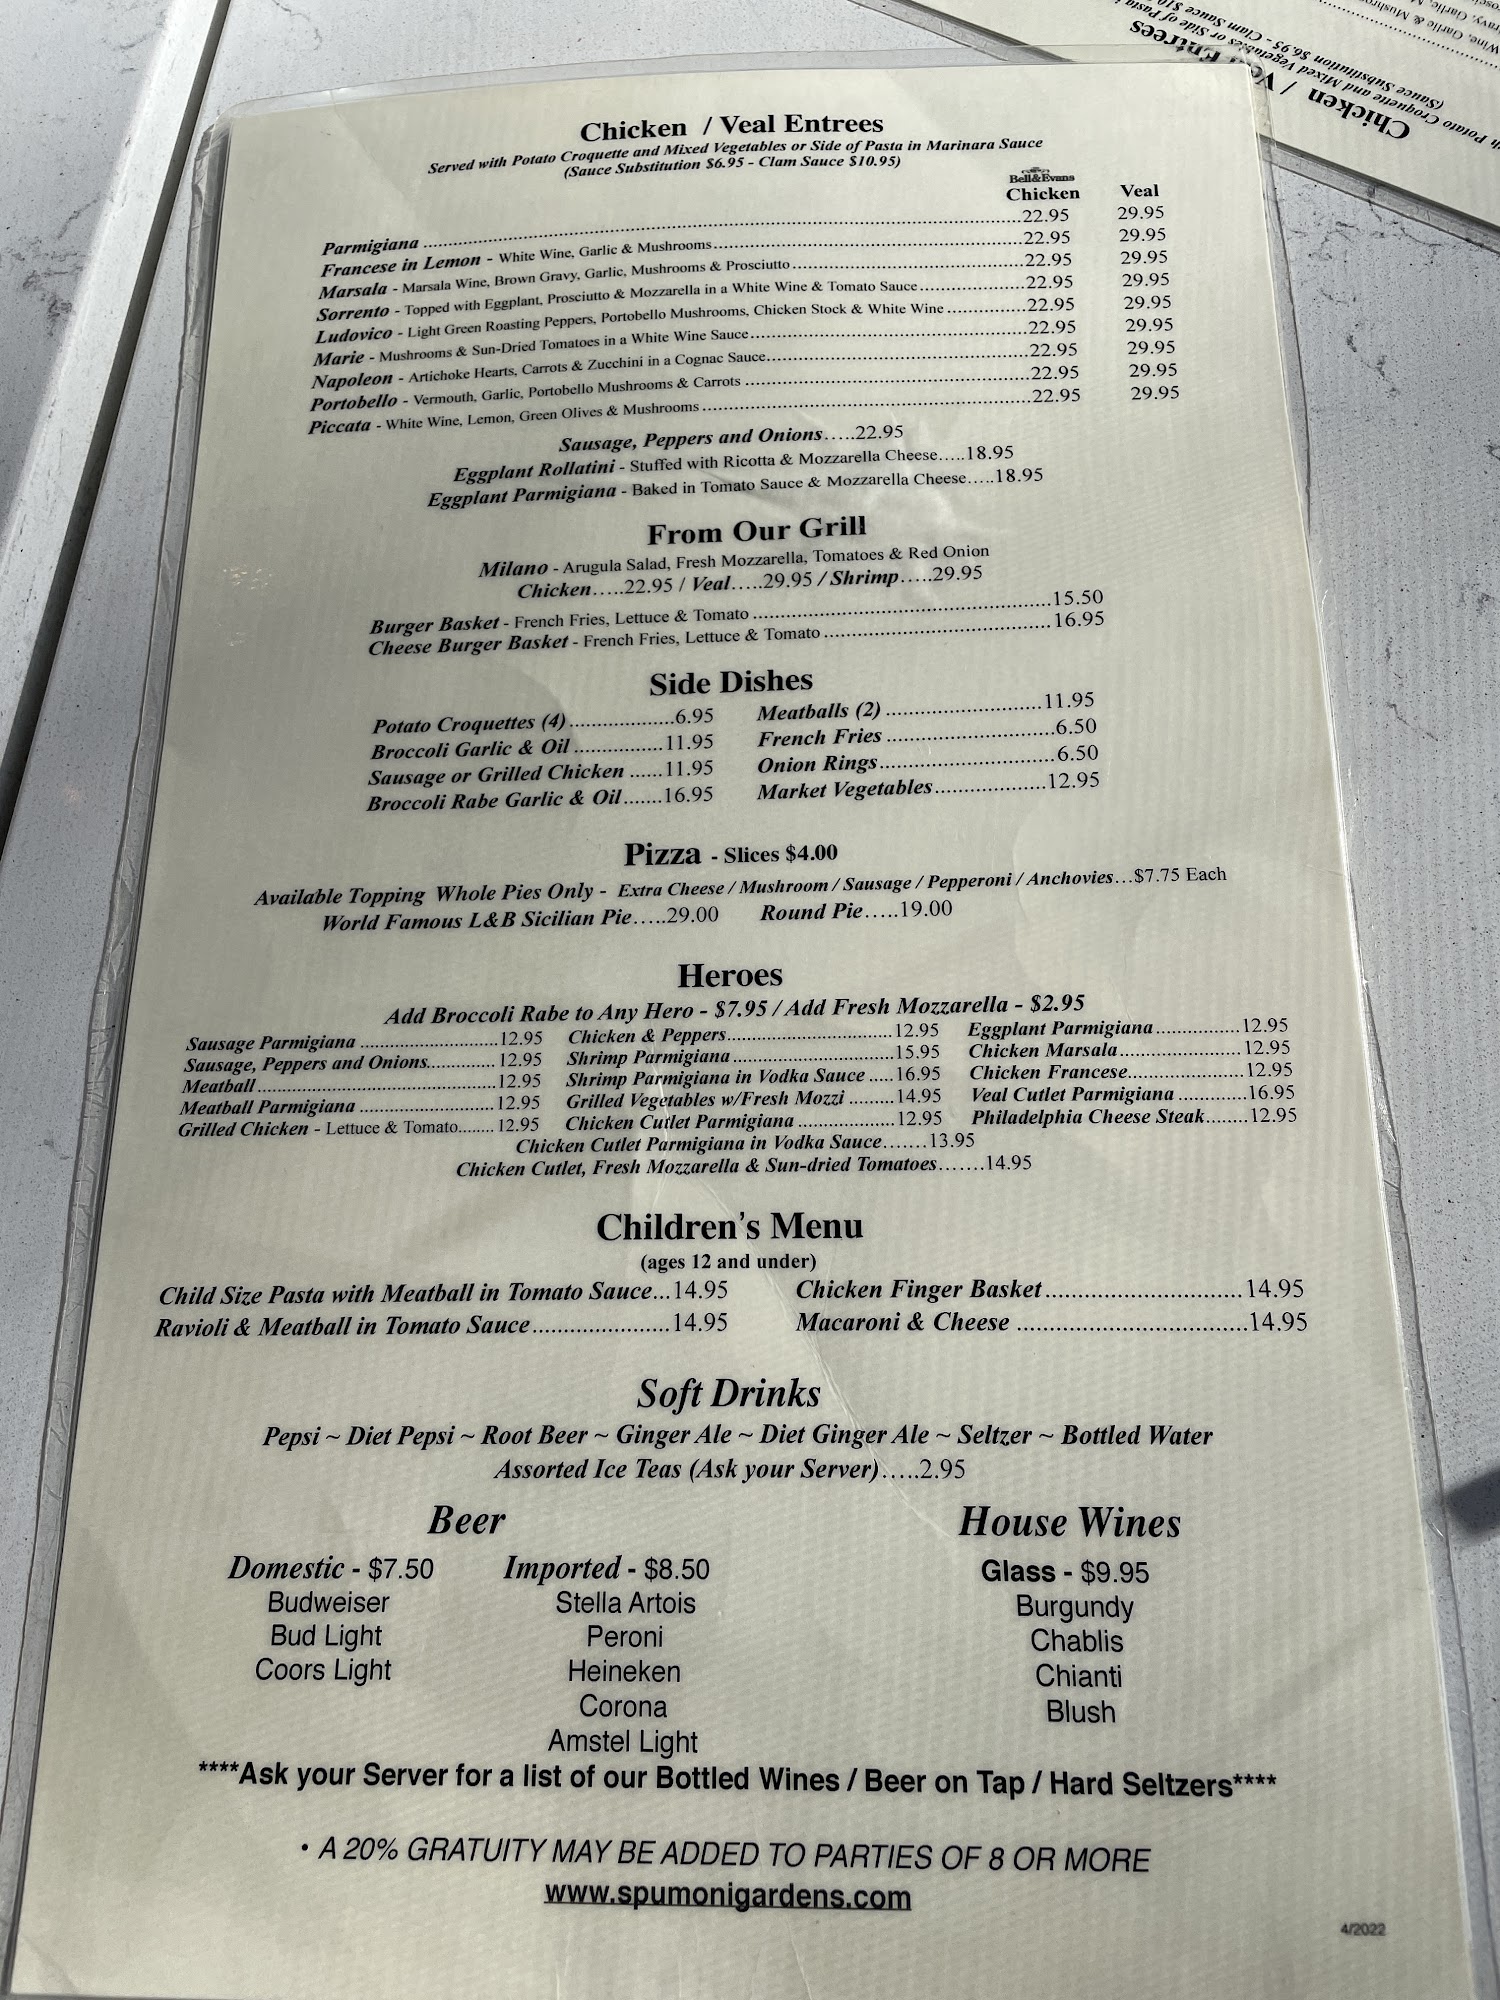 Chicken / Veal Entrees
Served with Potato Croquette and Mixed Vegetables or Side of Pasta in Marinara Sauce
(Sauce Substitution $6.95 - Clam Sauce $10.95)
Bell&Evans
Chicken Veal
Parmigiana ..... 22.95 29.95
Francese in Lemon - White Wine, Garlic & Mushrooms ..... 22.95 29.95
Marsala - Marsala Wine, Brown Gravy, Garlic, Mushrooms & Prosciutto ..... 22.95 29.95
Sorrento - Topped with Eggplant, Prosciutto & Mozzarella in a White Wine & Tomato Sauce ..... 22.95 29.95
Ludovico - Light Green Roasting Peppers, Portobello Mushrooms, Chicken Stock & White Wine ..... 22.95 29.95
Marie - Mushrooms & Sun-Dried Tomatoes in a White Wine Sauce ..... 22.95 29.95
Napoleon - Artichoke Hearts, Carrots & Zucchini in a Cognac Sauce ..... 22.95 29.95
Portobello - Vermouth, Garlic, Portobello Mushrooms & Carrots ..... 22.95 29.95
Piccata - White Wine, Lemon, Green Olives & Mushrooms ..... 22.95 29.95
Sausage, Peppers and Onions.....22.95
Eggplant Rollatini - Stuffed with Ricotta & Mozzarella Cheese.....18.95
Eggplant Parmigiana - Baked in Tomato Sauce & Mozzarella Cheese.....18.95
From Our Grill
Milano - Arugula Salad, Fresh Mozzarella, Tomatoes & Red Onion
Chicken.....22.95 / Veal.....29.95 / Shrimp.....29.95
Burger Basket - French Fries, Lettuce & Tomato ..... 15.50
Cheese Burger Basket - French Fries, Lettuce & Tomato ..... 16.95
Side Dishes
Potato Croquettes (4) ..... 6.95 Meatballs (2) ..... 11.95
Broccoli Garlic & Oil ..... 11.95 French Fries ..... 6.50
Sausage or Grilled Chicken ..... 11.95 Onion Rings ..... 6.50
Broccoli Rabe Garlic & Oil ..... 16.95 Market Vegetables ..... 12.95
Pizza - Slices $4.00
Available Topping Whole Pies Only - Extra Cheese / Mushroom / Sausage / Pepperoni / Anchovies...$7.75 Each
World Famous L&B Sicilian Pie.....29.00 Round Pie.....19.00
Heroes
Add Broccoli Rabe to Any Hero - $7.95 / Add Fresh Mozzarella - $2.95
Sausage Parmigiana ..... 12.95 Chicken & Peppers ..... 12.95 Eggplant Parmigiana ..... 12.95
Sausage, Peppers and Onions ..... 12.95 Shrimp Parmigiana ..... 15.95 Chicken Marsala ..... 12.95
Meatball ..... 12.95 Shrimp Parmigiana in Vodka Sauce ..... 16.95 Chicken Francese ..... 12.95
Meatball Parmigiana ..... 12.95 Grilled Vegetables w/Fresh Mozzi ..... 14.95 Veal Cutlet Parmigiana ..... 16.95
Grilled Chicken - Lettuce & Tomato ..... 12.95 Chicken Cutlet Parmigiana ..... 12.95 Philadelphia Cheese Steak ..... 12.95
Chicken Cutlet Parmigiana in Vodka Sauce.......13.95
Chicken Cutlet, Fresh Mozzarella & Sun-dried Tomatoes.......14.95
Children's Menu
(ages 12 and under)
Child Size Pasta with Meatball in Tomato Sauce...14.95 Chicken Finger Basket ..... 14.95
Ravioli & Meatball in Tomato Sauce ..... 14.95 Macaroni & Cheese ..... 14.95
Soft Drinks
Pepsi ~ Diet Pepsi ~ Root Beer ~ Ginger Ale ~ Diet Ginger Ale ~ Seltzer ~ Bottled Water
Assorted Ice Teas (Ask your Server).....2.95
Beer
Domestic - $7.50
Budweiser
Bud Light
Coors Light
Imported - $8.50
Stella Artois
Peroni
Heineken
Corona
Amstel Light
House Wines
Glass - $9.95
Burgundy
Chablis
Chianti
Blush
****Ask your Server for a list of our Bottled Wines / Beer on Tap / Hard Seltzers****
• A 20% GRATUITY MAY BE ADDED TO PARTIES OF 8 OR MORE
www.spumonigardens.com
4/2022
Chicken / Veal Entrees
Potato Croquette and Mixed Vegetables or Side of Pasta
(Sauce Substitution $6.95 - Clam Sauce $10
Wine, Garlic & Mushroo